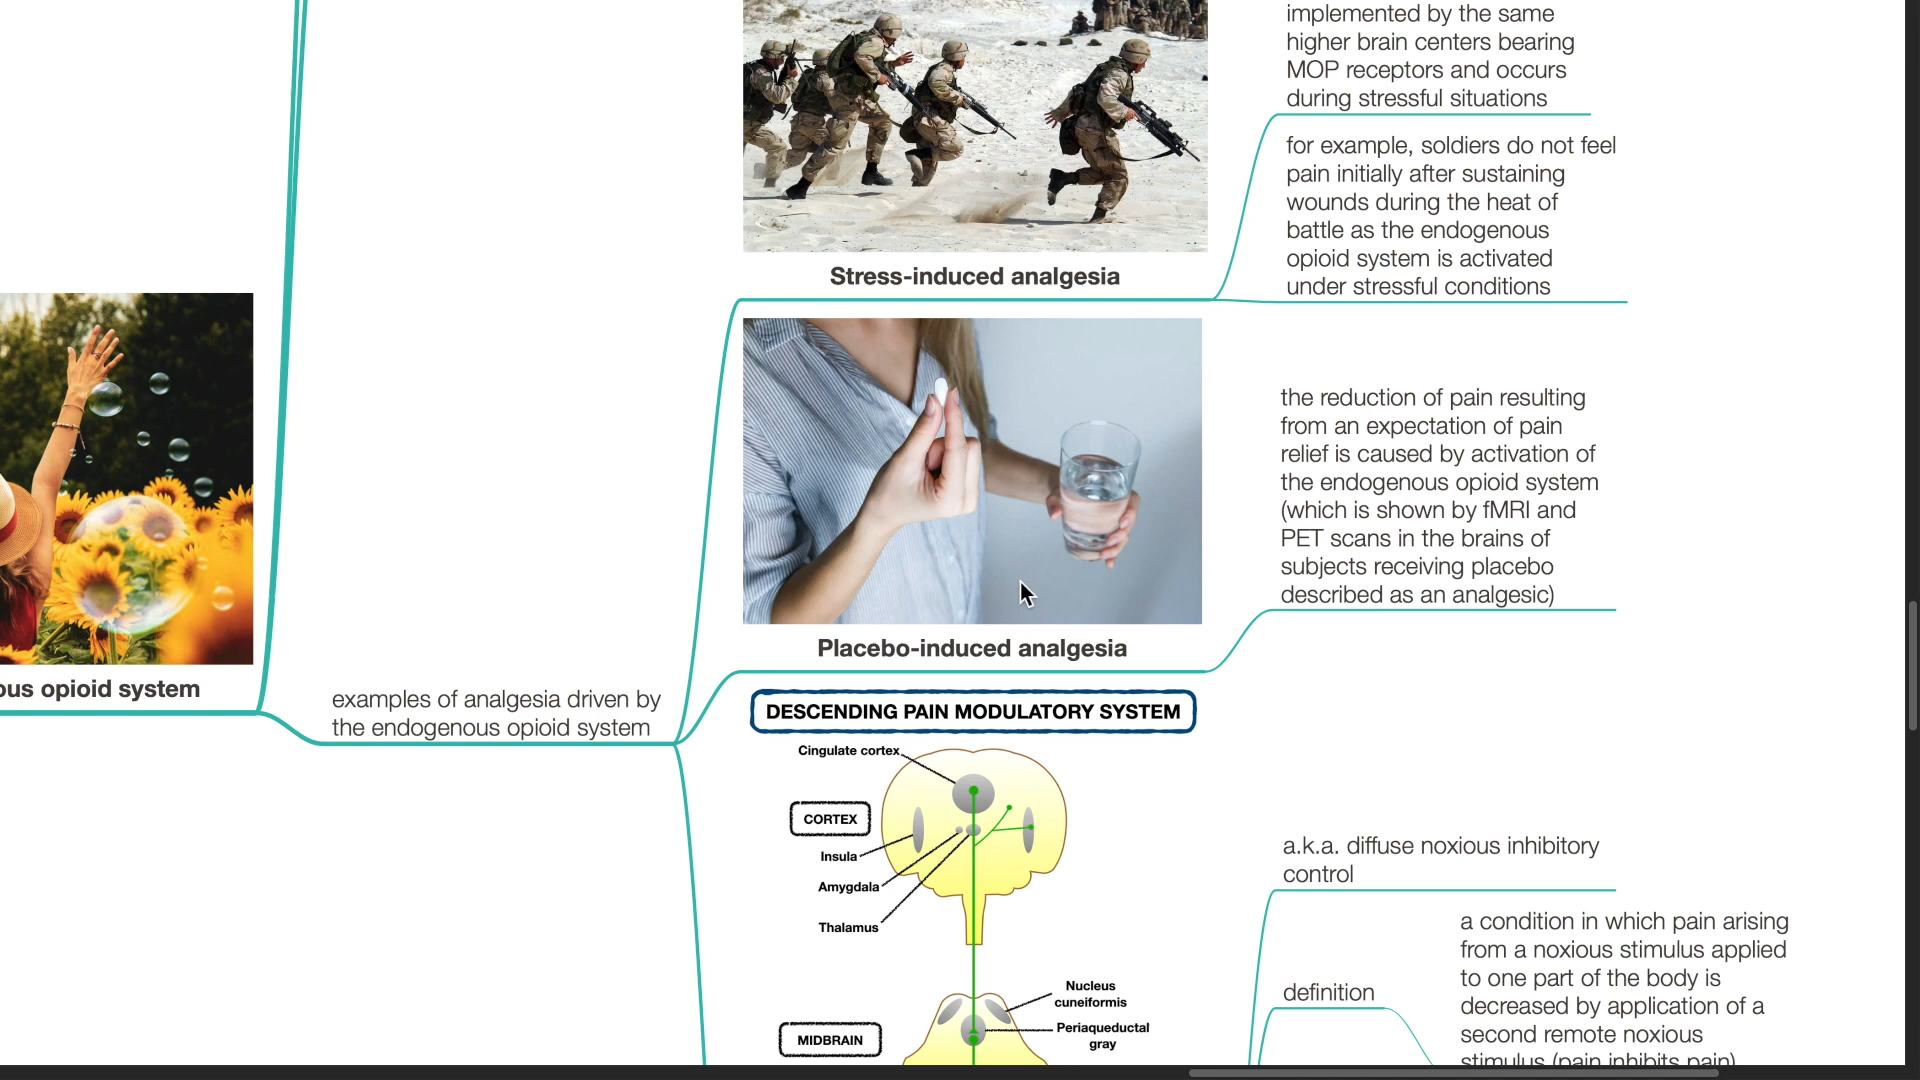 implemented by the same
higher brain centers bearing
MOP receptors and occurs
during stressful situations
for example, soldiers do not feel
pain initially after sustaining
wounds during the heat of
battle as the endogenous
opioid system is activated
under stressful conditions
Stress-induced analgesia
the reduction of pain resulting
from an expectation of pain
relief is caused by activation of
the endogenous opioid system
(which is shown by fMRI and
PET scans in the brains of
subjects receiving placebo
described as an analgesic)
Placebo-induced analgesia
opioid system
examples of analgesia driven by
the endogenous opioid system
DESCENDING PAIN MODULATORY SYSTEM
Cingulate cortex
CORTEX
Insula
Amygdala
Thalamus
Nucleus
cuneiformis
Periaqueductal
gray
MIDBRAIN
a.k.a. diffuse noxious inhibitory
control
definition
a condition in which pain arising
from a noxious stimulus applied
to one part of the body is
decreased by application of a
second remote noxious
stimulus (pain inhibits pain)